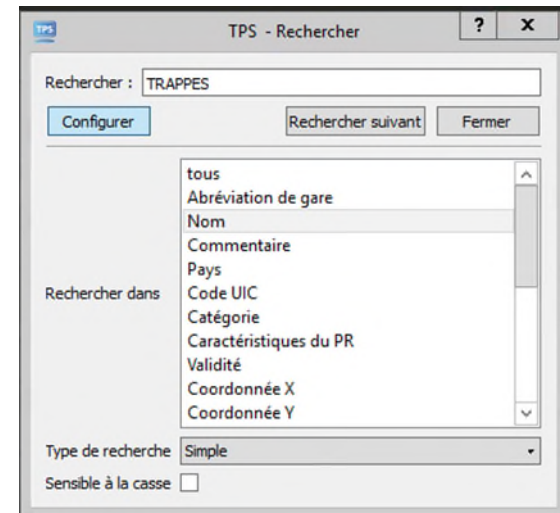 TPS - Rechercher ? X
Rechercher : TRAPPES
Configurer Rechercher suivant Fermer
tous
Abréviation de gare
Nom
Commentaire
Pays
Rechercher dans Code UIC
Catégorie
Caractéristiques du PR
Validité
Coordonnée X
Coordonnée Y
Type de recherche Simple
Sensible à la casse